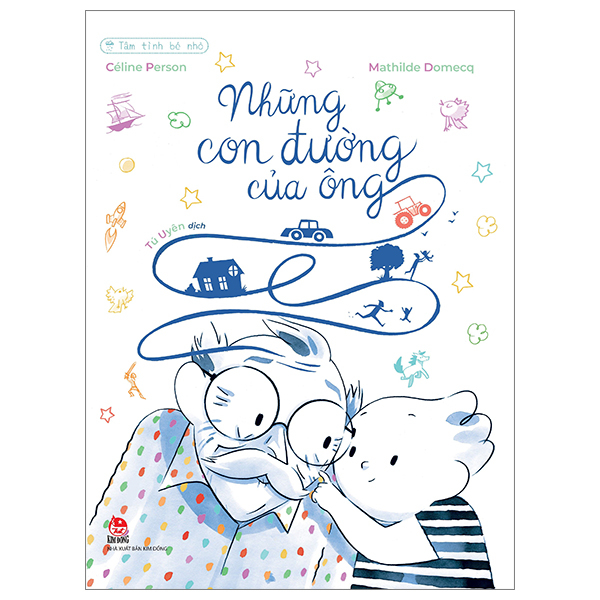 Tâm tình bé nhỏ
Céline Person
Mathilde Domecq
Những
con đường
của ông
Tú Uyên dịch
KIM ĐỒNG
NHÀ XUẤT BẢN KIM ĐỒNG